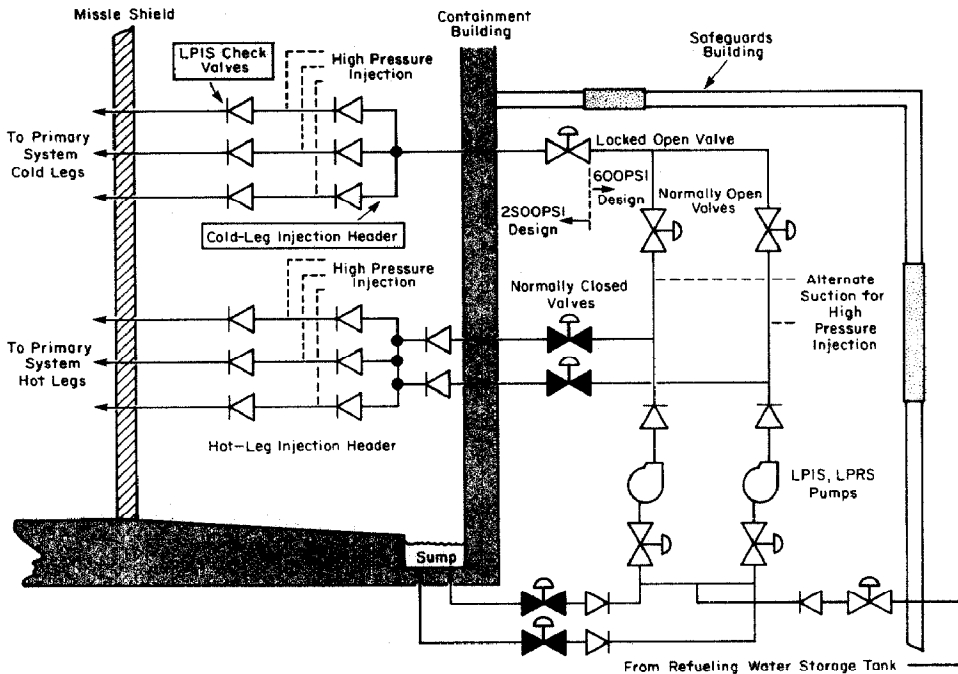 Missle Shield
Containment
Building
Safeguards
Building
LPIS Check
Valves
High Pressure
Injection
To Primary
System
Cold Legs
Locked Open Valve
600PSI
Design
2500PSI
Design
Normally Open
Valves
Cold-Leg Injection Header
High Pressure
Injection
Normally Closed
Valves
Alternate
Suction for
High
Pressure
Injection
To Primary
System
Hot Legs
Hot-Leg Injection Header
LPIS, LPRS
Pumps
Sump
From Refueling Water Storage Tank